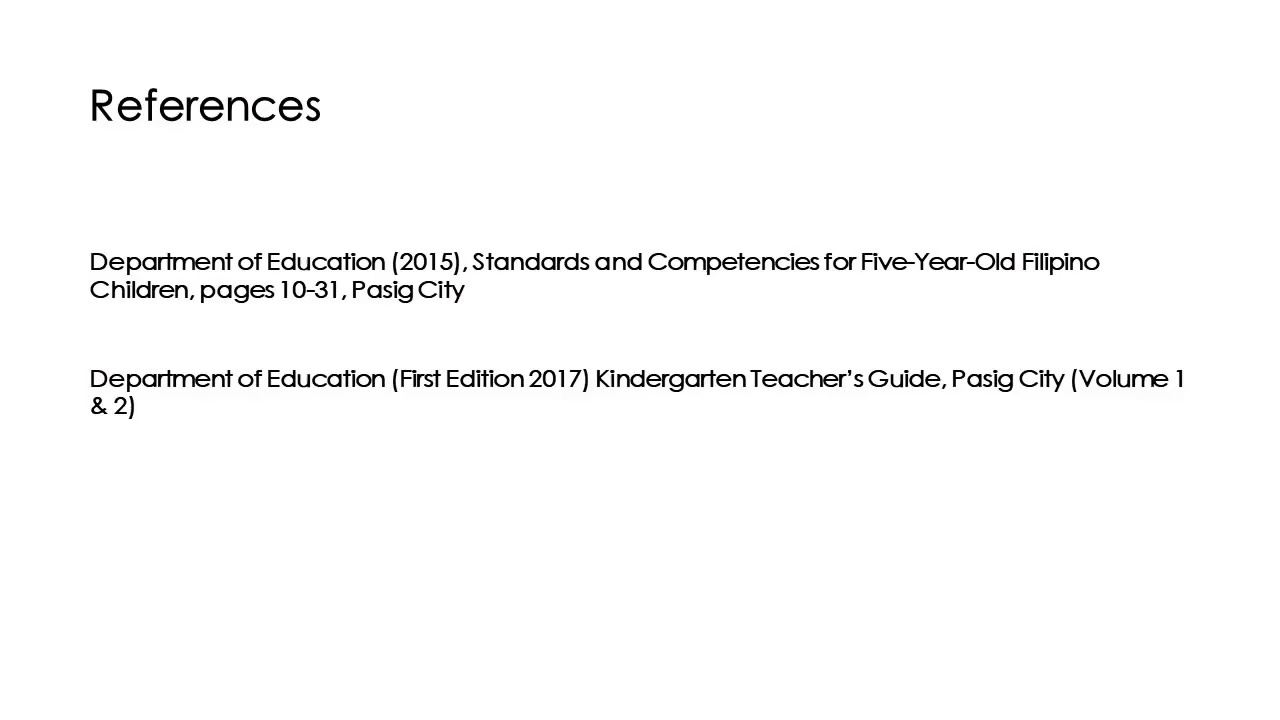 References
Department of Education (2015), Standards and Competencies for Five-Year-Old Filipino
Children, pages 10-31, Pasig City
Department of Education (First Edition 2017) Kindergarten Teacher’s Guide, Pasig City (Volume 1
& 2)